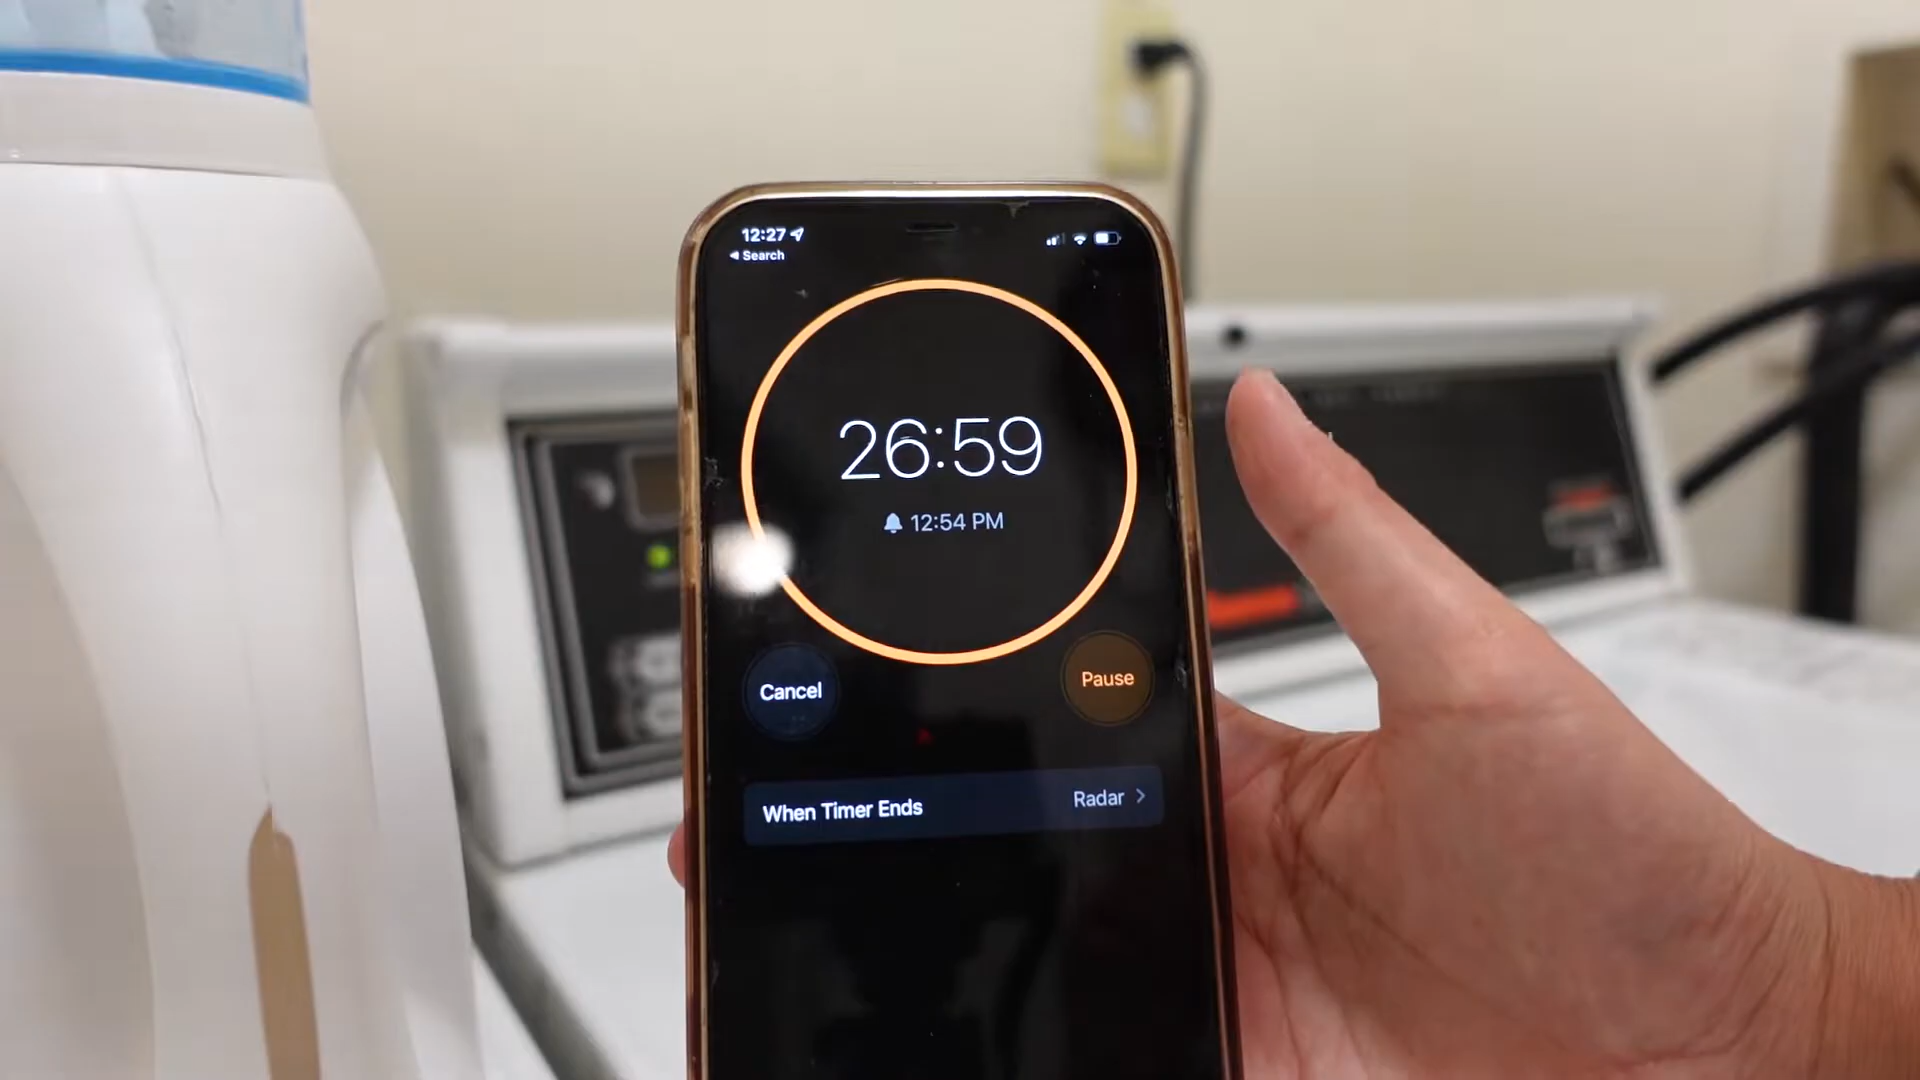 12:27
Search
26:59
12:54 PM
Cancel
Pause
When Timer Ends
Radar